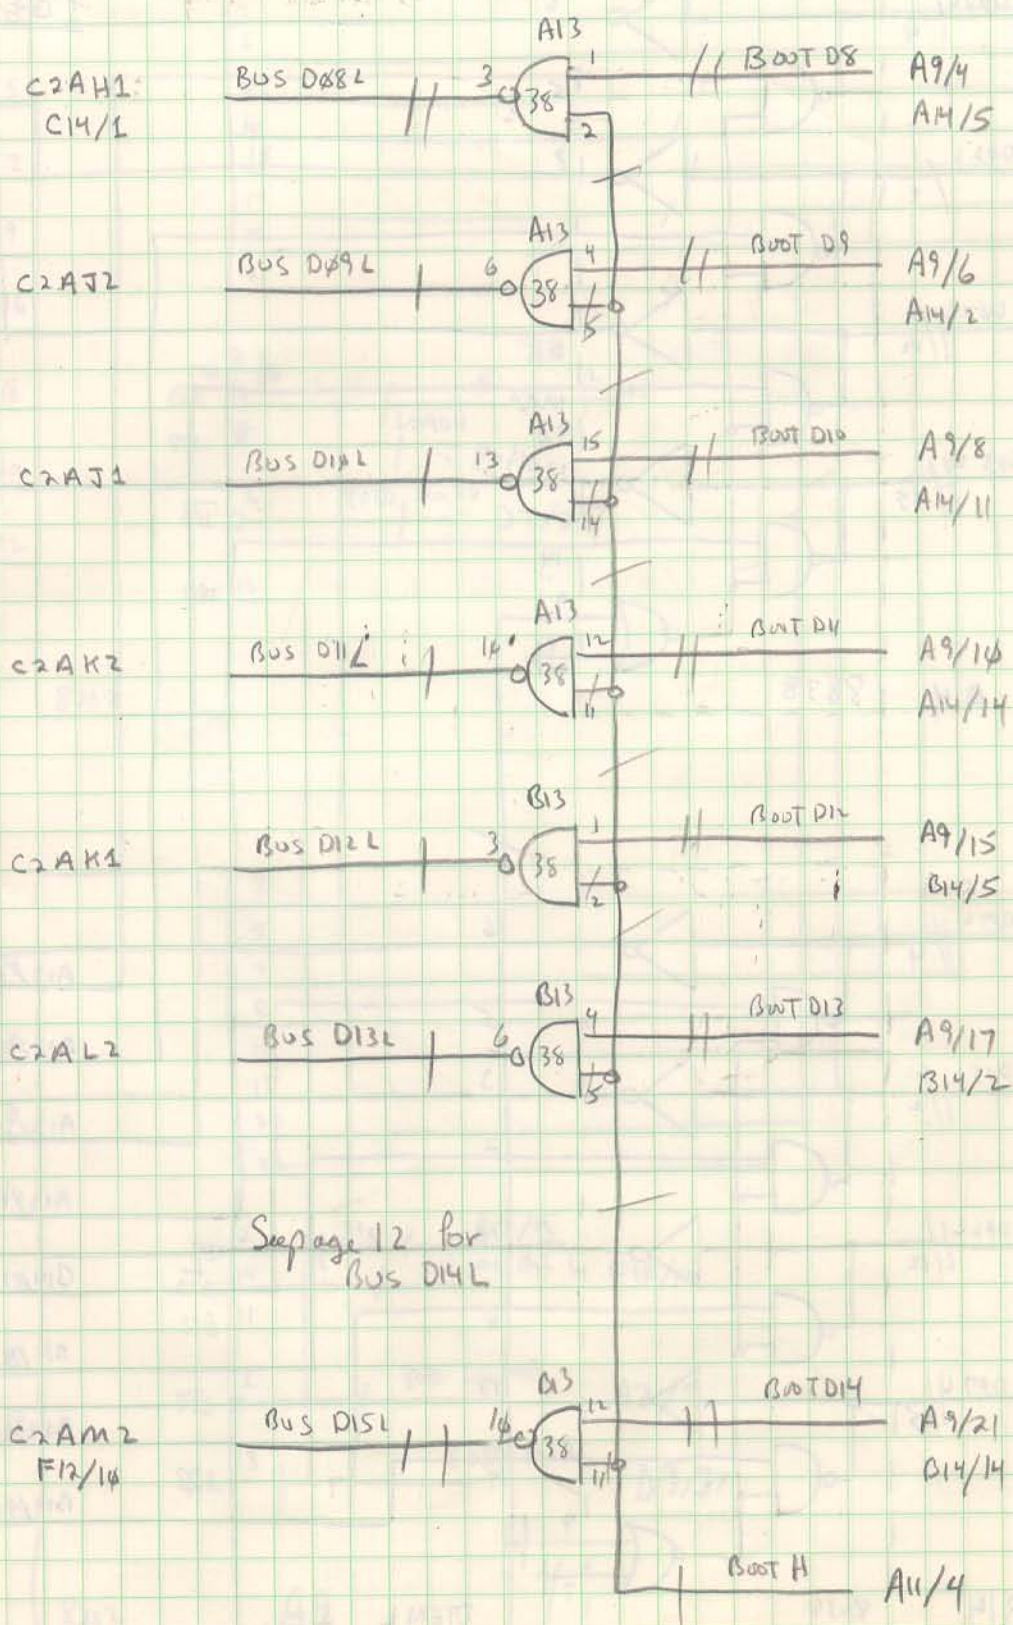 A13
C2AH1 BUS DØ8L 3 38 1 BOOT D8 A9/4
C14/1 2 A14/5
A13
C2AJ2 BUS DØ9L 6 38 4 BOOT D9 A9/6
5 A14/2
A13
C2AJ1 BUS D1ØL 13 38 15 BOOT D1Ø A9/8
14 A14/11
A13
C2AK2 BUS D11L 1Ø 38 12 BOOT D11 A9/1Ø
11 A14/14
B13
C2AK1 BUS D12L 3 38 1 BOOT D12 A9/15
2 B14/5
B13
C2AL2 BUS D13L 6 38 4 BOOT D13 A9/17
5 B14/2
See page 12 for
BUS D14L
B13
C2AM2 BUS D15L 1Ø 38 12 BOOT D14 A9/21
F12/1Ø 11 B14/14
BOOT H A11/4